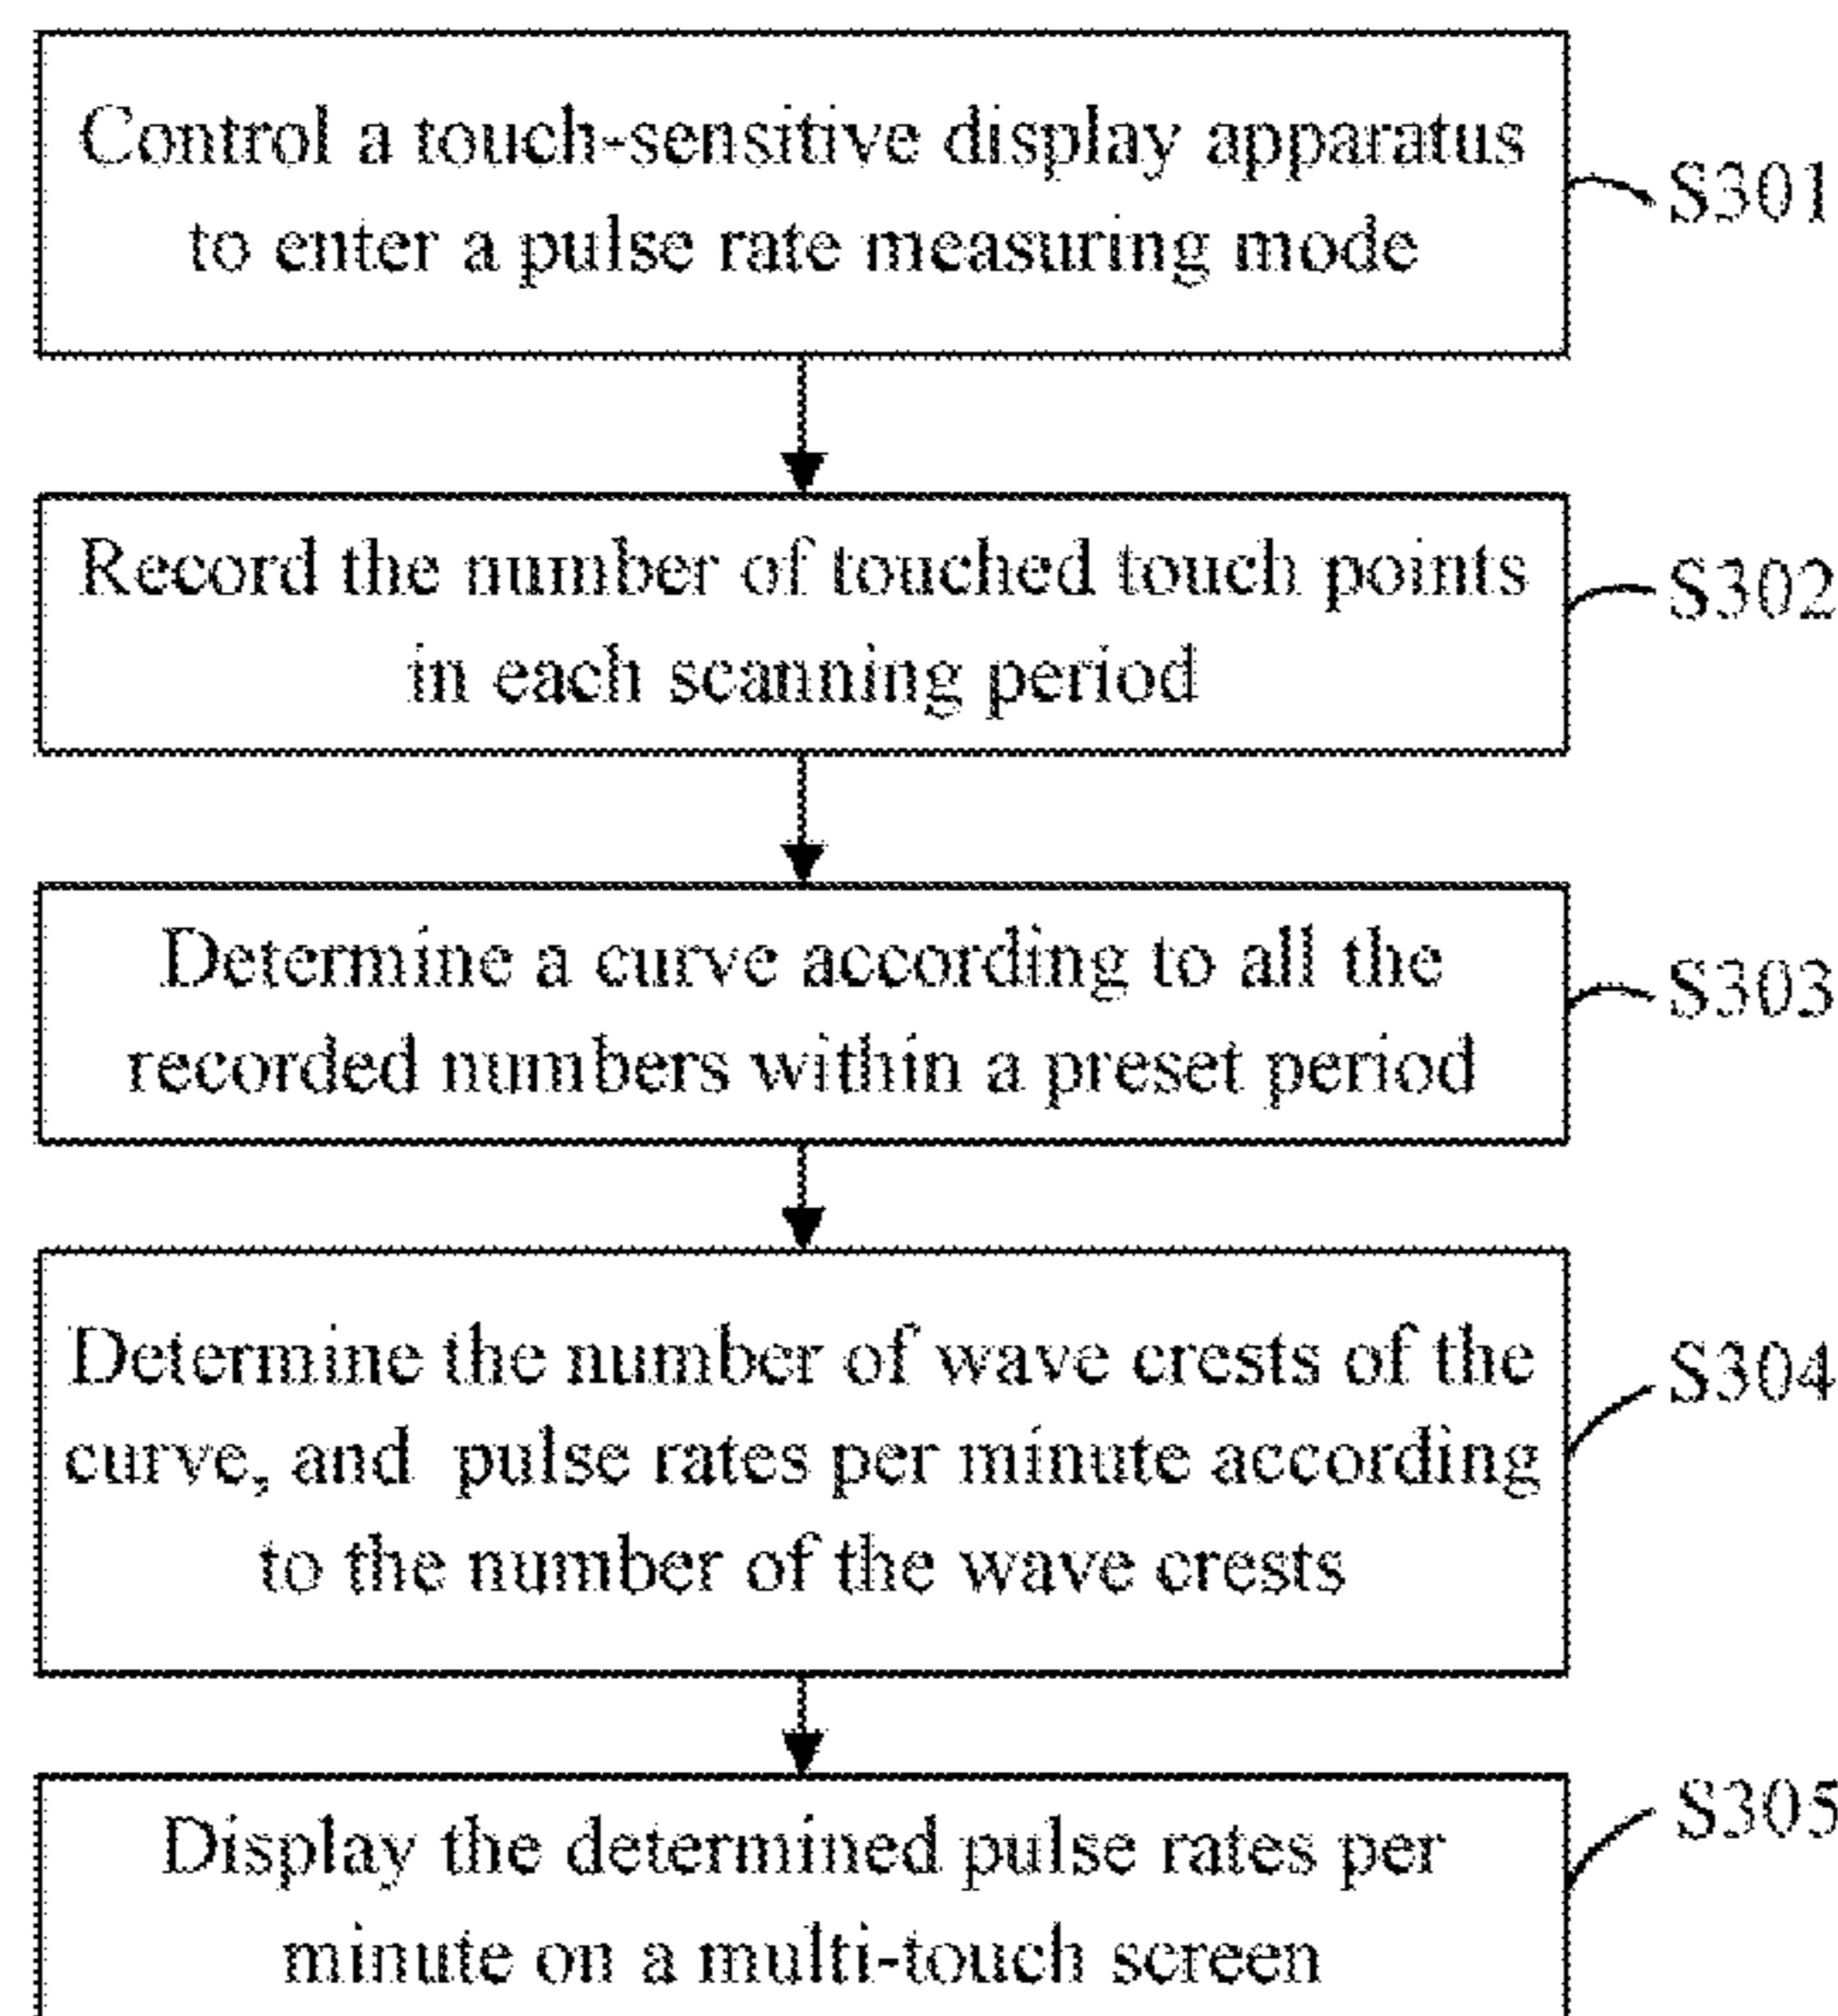 Control a touch-sensitive display apparatus
to enter a pulse rate measuring mode
S301
Record the number of touched touch points
in each scanning period
S302
Determine a curve according to all the
recorded numbers within a preset period
S303
Determine the number of wave crests of the
curve, and pulse rates per minute according
to the number of the wave crests
S304
Display the determined pulse rates per
minute on a multi-touch screen
S305